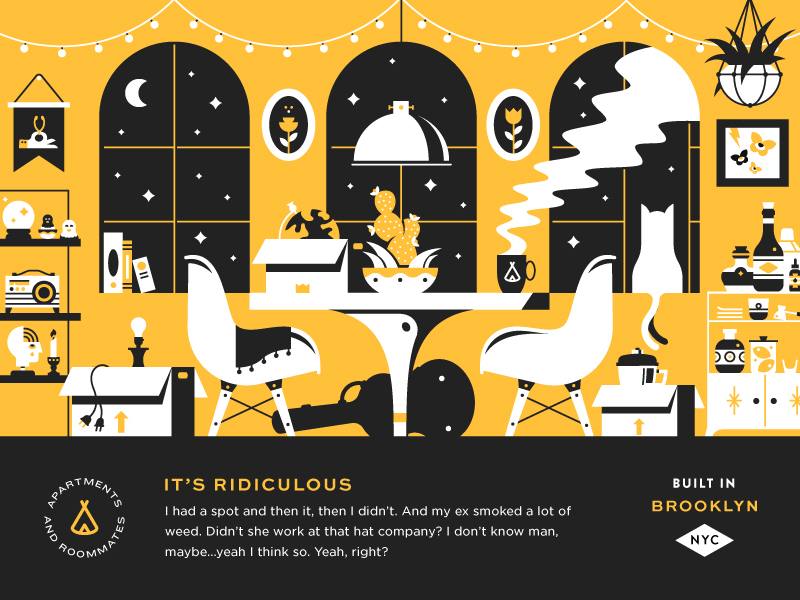 APARTMENTS
AND ROOMMATES
IT'S RIDICULOUS
I had a spot and then it, then I didn't. And my ex smoked a lot of
weed. Didn't she work at that hat company? I don't know man,
maybe...yeah I think so. Yeah, right?
BUILT IN
BROOKLYN
NYC